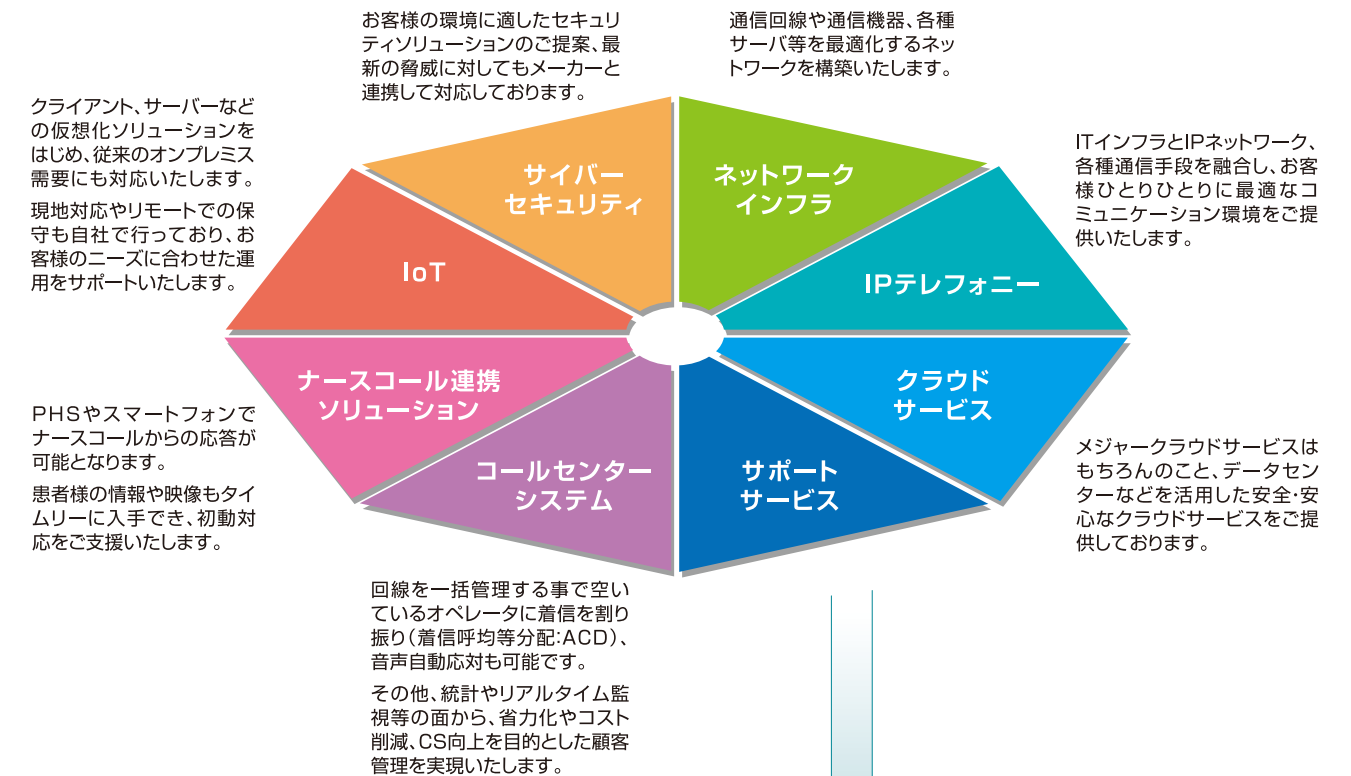 お客様の環境に適したセキュリ
ティソリューションのご提案、最
新の脅威に対してもメーカーと
連携して対応しております。
通信回線や通信機器、各種
サーバ等を最適化するネッ
トワークを構築いたします。
クライアント、サーバーなど
の仮想化ソリューションを
はじめ、従来のオンプレミス
需要にも対応いたします。
現地対応やリモートでの保
守も自社で行っており、お
客様のニーズに合わせた運
用をサポートいたします。
ITインフラとIPネットワーク、
各種通信手段を融合し、お客
様ひとりひとりに最適なコ
ミュニケーション環境をご提
供いたします。
サイバー
セキュリティ
ネットワーク
インフラ
IoT
IPテレフォニー
ナースコール連携
ソリューション
クラウド
サービス
コールセンター
システム
サポート
サービス
PHSやスマートフォンで
ナースコールからの応答が
可能となります。
患者様の情報や映像もタイ
ムリーに入手でき、初動対
応をご支援いたします。
メジャークラウドサービスは
もちろんのこと、データセン
ターなどを活用した安全・安
心なクラウドサービスをご提
供しております。
回線を一括管理する事で空い
ているオペレータに着信を割り
振り(着信呼均等分配:ACD)、
音声自動応対も可能です。
その他、統計やリアルタイム監
視等の面から、省力化やコスト
削減、CS向上を目的とした顧客
管理を実現いたします。